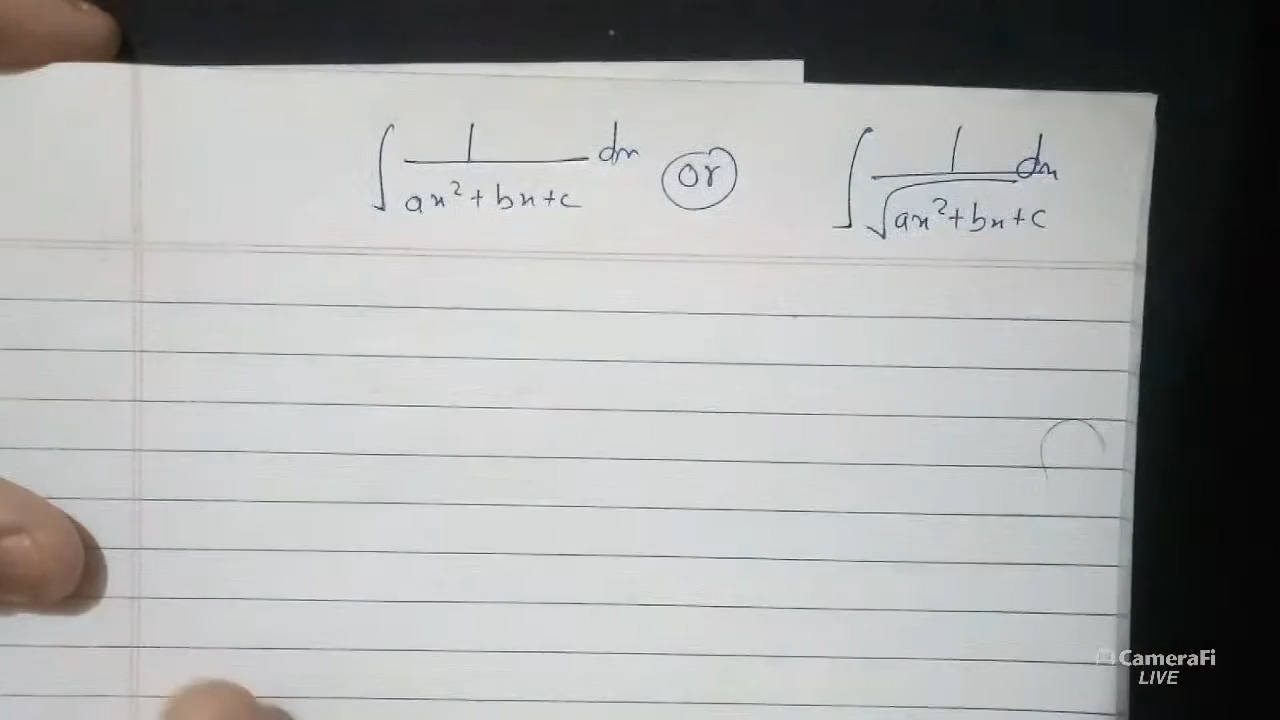 ∫ 1/(ax²+bx+c) dx or ∫ 1/√(ax²+bx+c) dx
CameraFi
LIVE